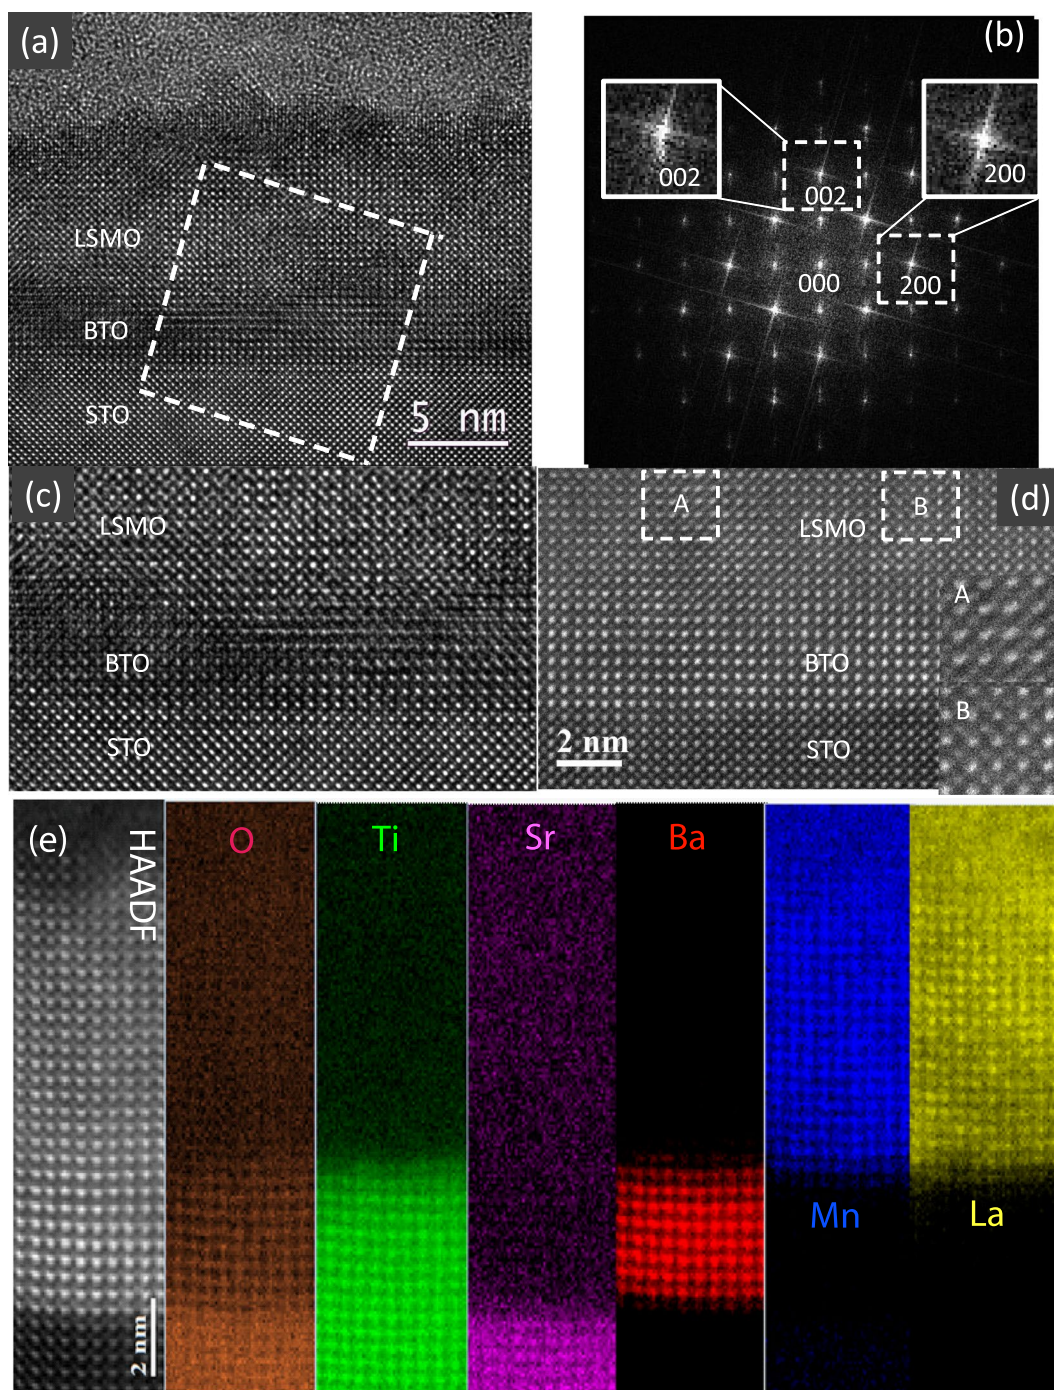 (a)
LSMO
BTO
STO
5 nm
(b)
002
002
200
000
200
(c)
LSMO
BTO
STO
A
B
(d)
LSMO
A
BTO
B
STO
2 nm
(e)
HAADF
2 nm
O
Ti
Sr
Ba
Mn
La